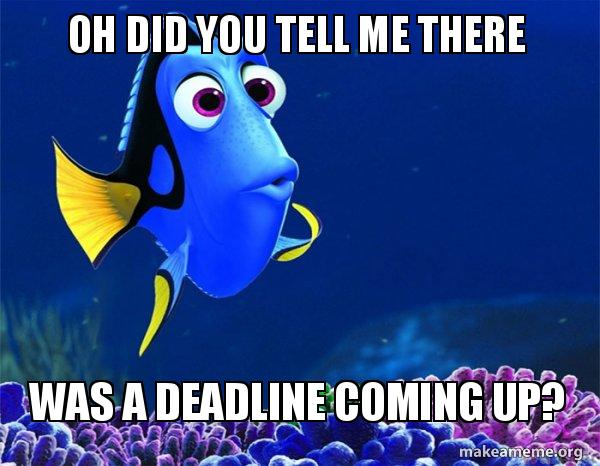 OH DID YOU TELL ME THERE
WAS A DEADLINE COMING UP?
makeameme.org